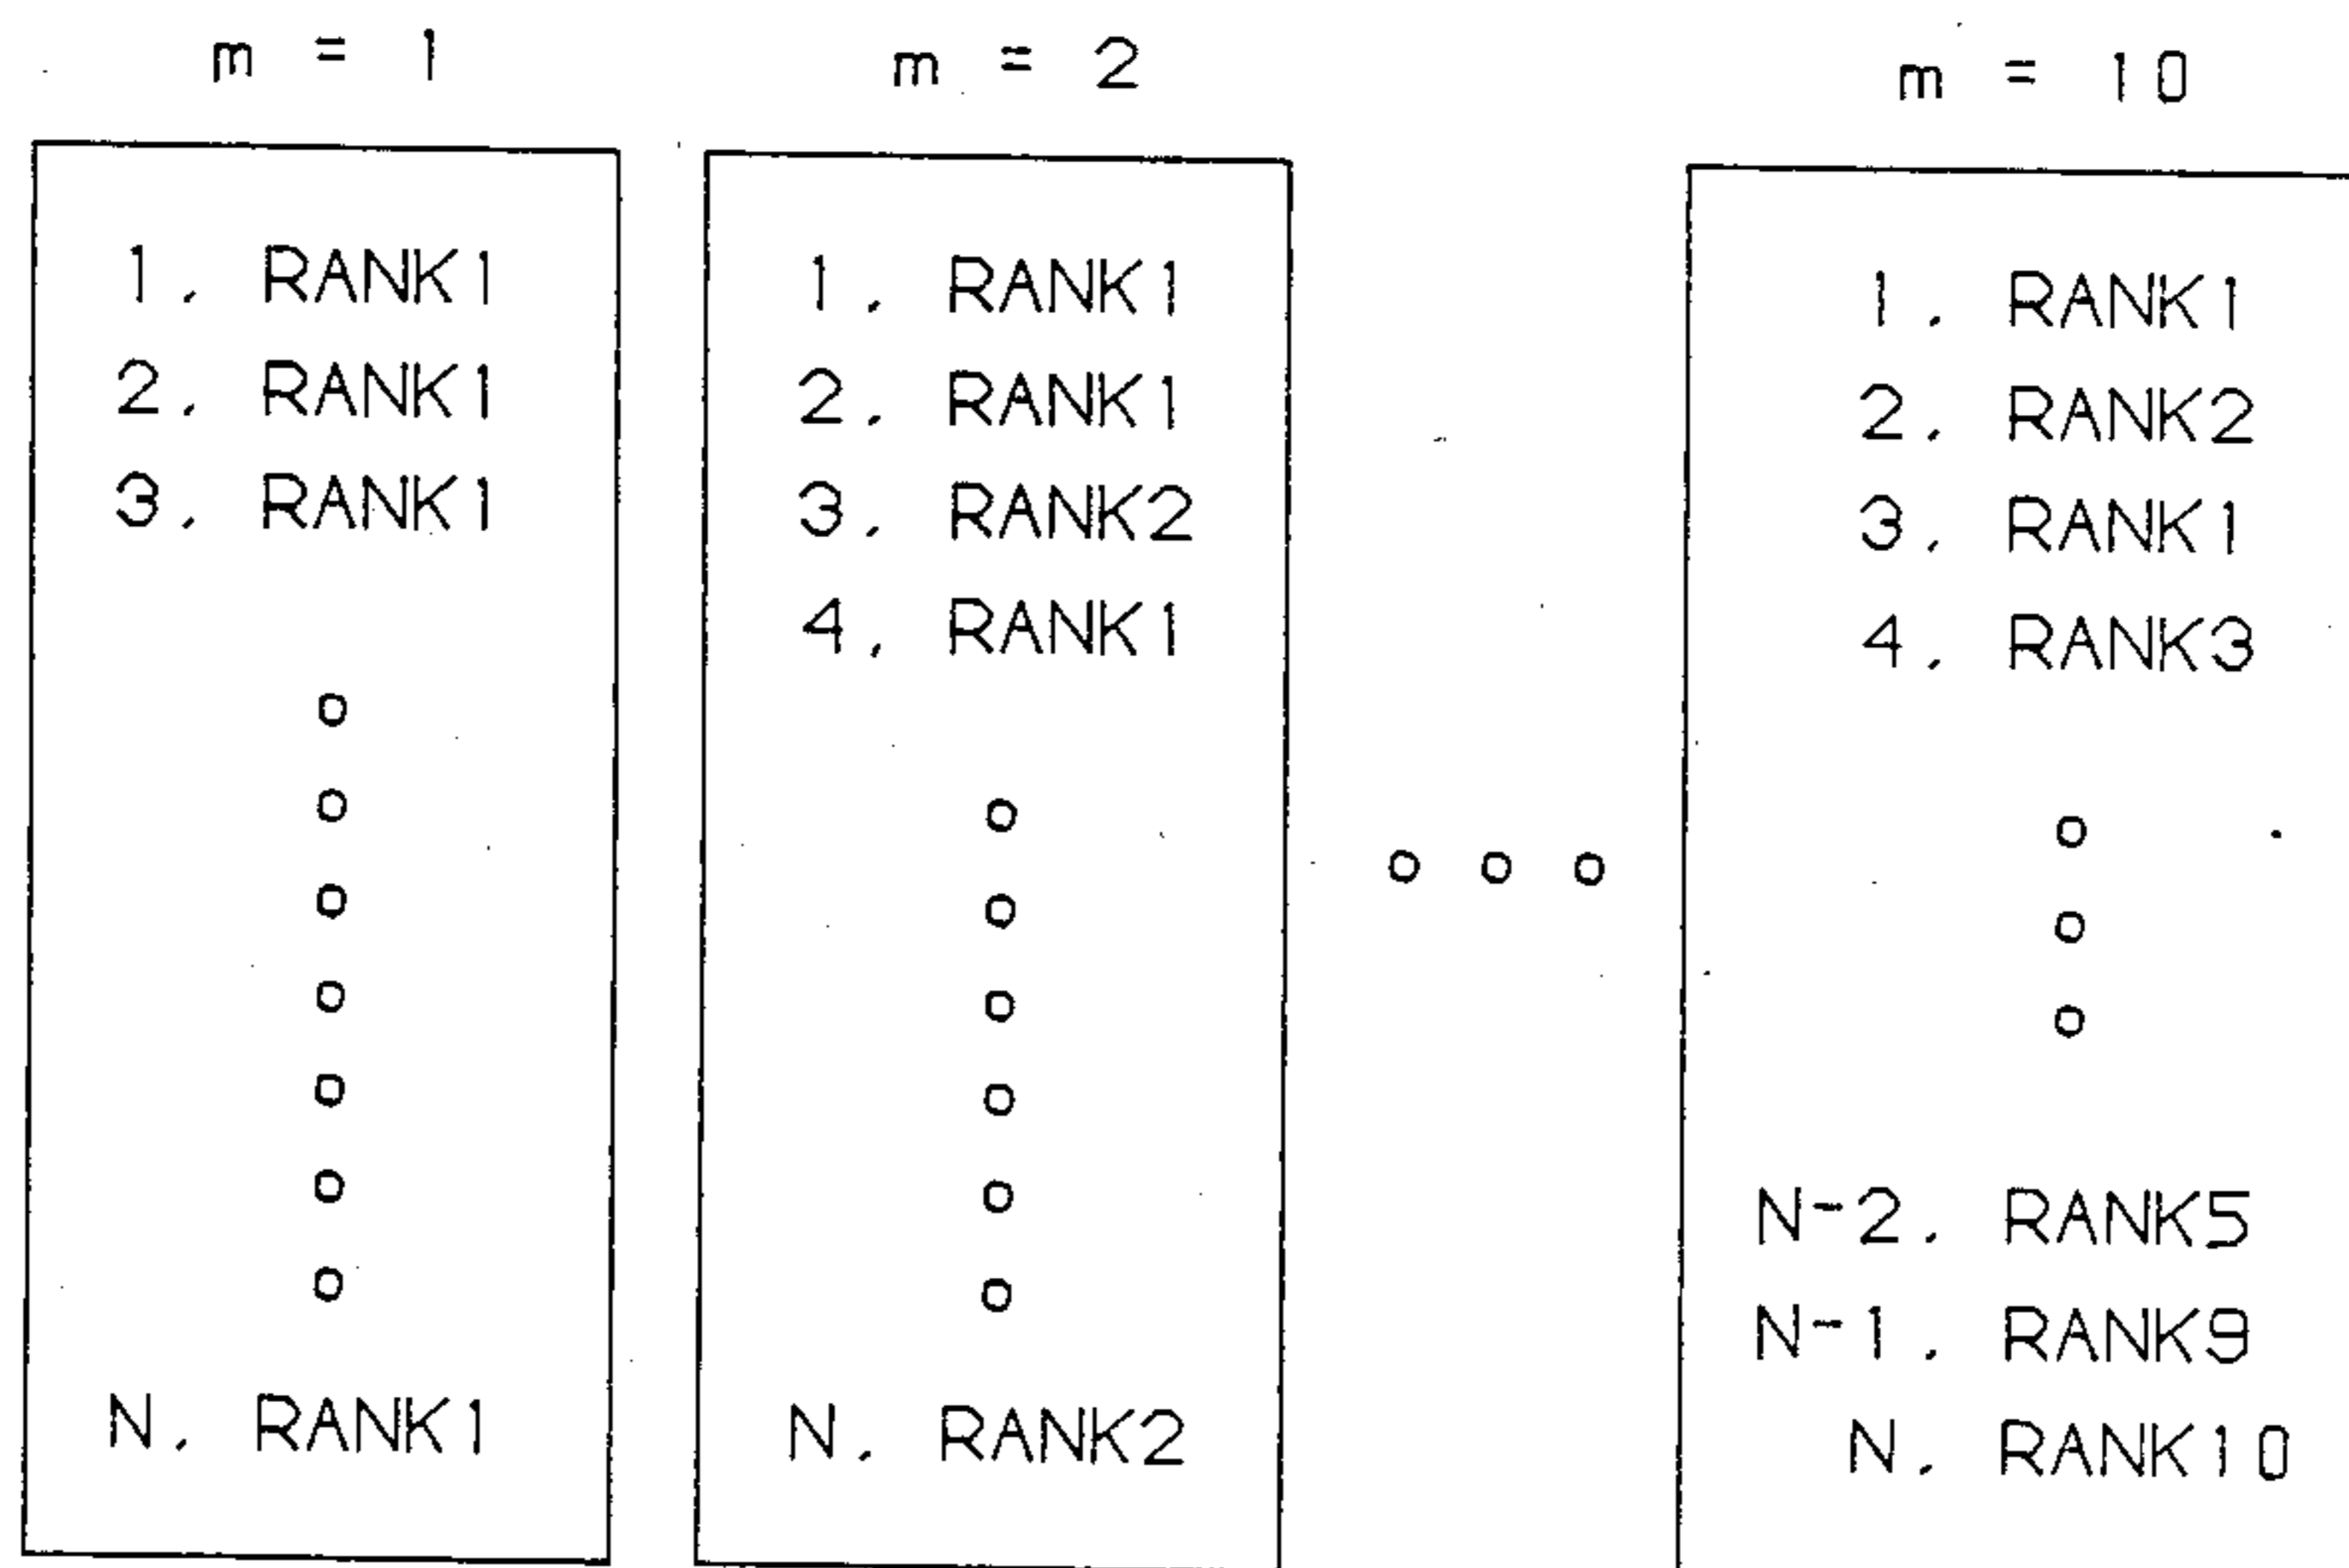 m = 1
1. RANK1
2. RANK1
3. RANK1
N. RANK1
m = 2
1. RANK1
2. RANK1
3. RANK2
4. RANK1
N. RANK2
m = 10
1. RANK1
2. RANK2
3. RANK1
4. RANK3
N-2. RANK5
N-1. RANK9
N. RANK10